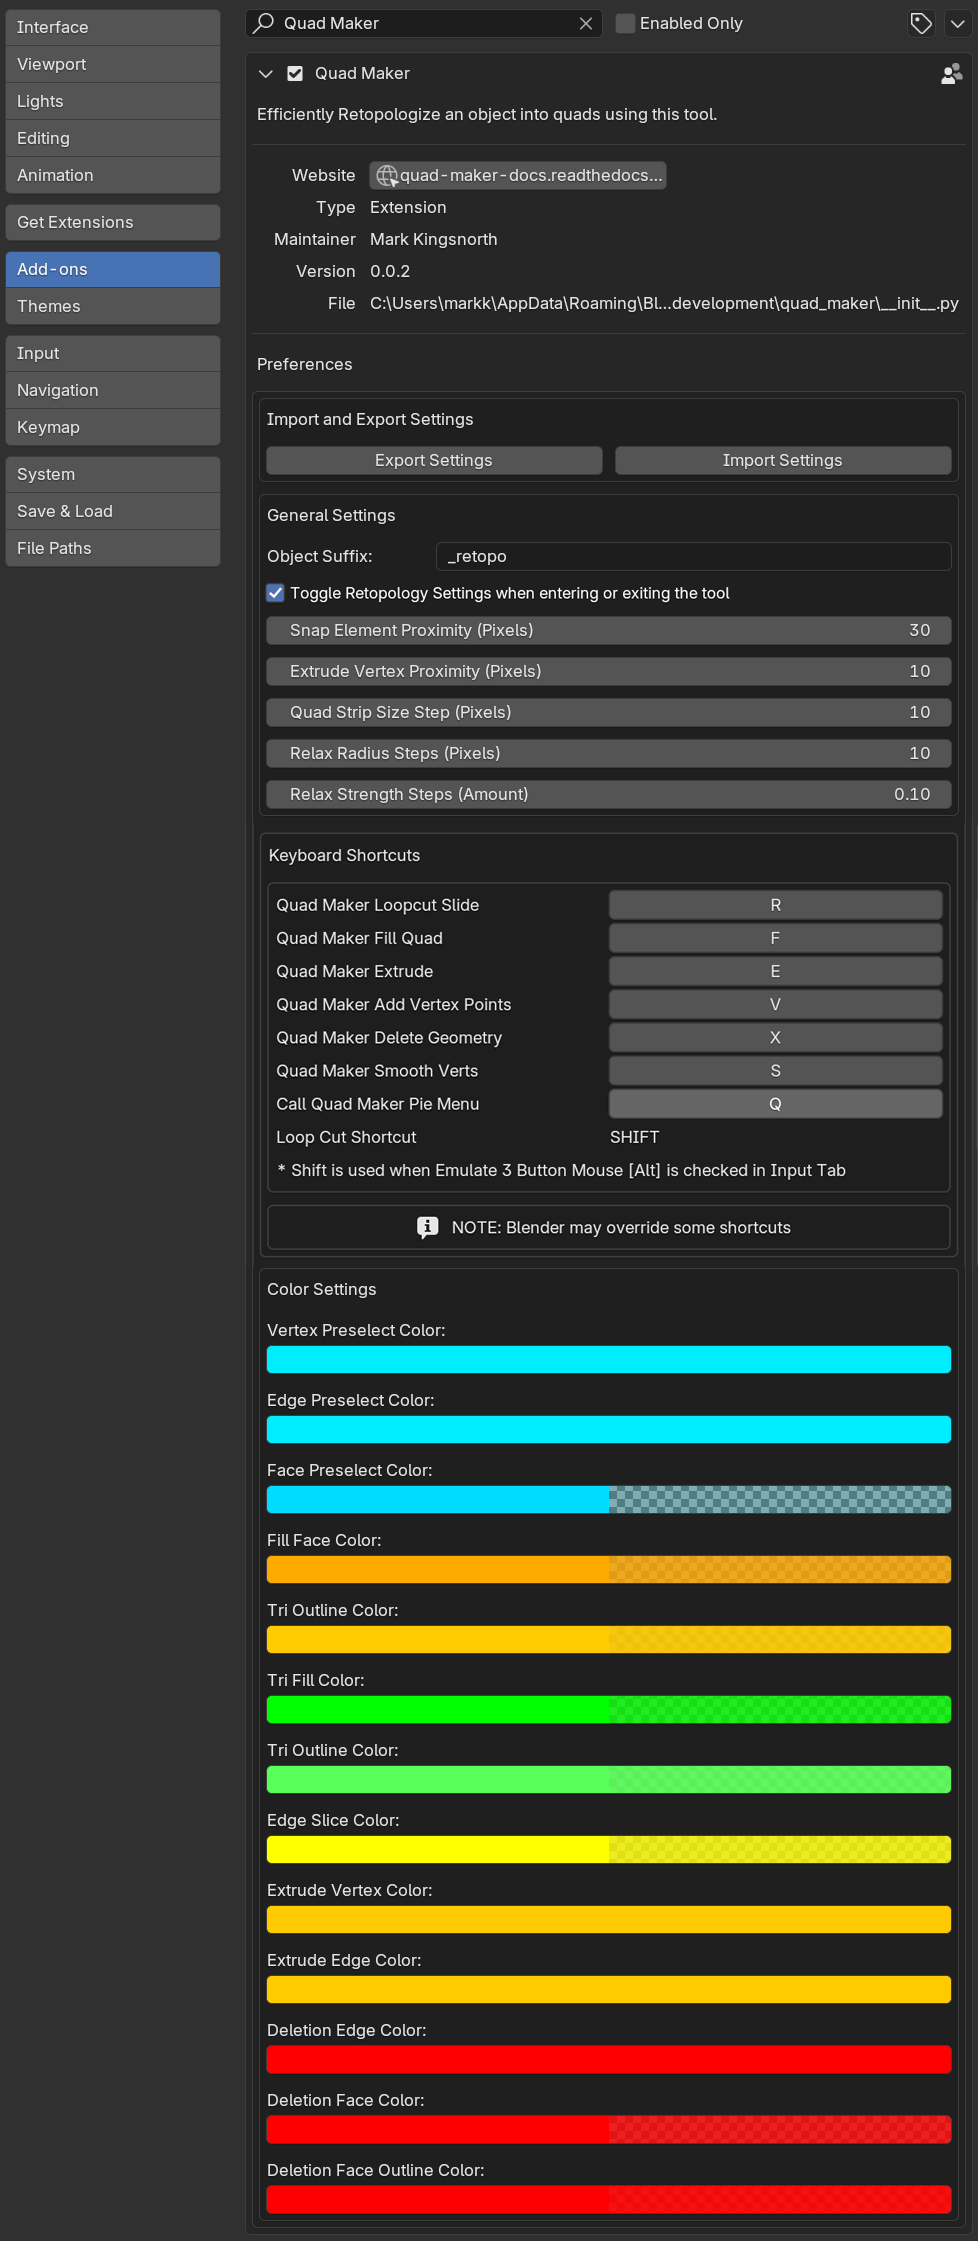 Interface
Viewport
Lights
Editing
Animation
Get Extensions
Add-ons
Themes
Input
Navigation
Keymap
System
Save & Load
File Paths
Quad Maker
Enabled Only
Quad Maker
Efficiently Retopologize an object into quads using this tool.
Website quad-maker-docs.readthedocs...
Type Extension
Maintainer Mark Kingsnorth
Version 0.0.2
File C:\Users\markk\AppData\Roaming\Bl...development\quad_maker\__init__.py
Preferences
Import and Export Settings
Export Settings Import Settings
General Settings
Object Suffix: _retopo
Toggle Retopology Settings when entering or exiting the tool
Snap Element Proximity (Pixels) 30
Extrude Vertex Proximity (Pixels) 10
Quad Strip Size Step (Pixels) 10
Relax Radius Steps (Pixels) 10
Relax Strength Steps (Amount) 0.10
Keyboard Shortcuts
Quad Maker Loopcut Slide R
Quad Maker Fill Quad F
Quad Maker Extrude E
Quad Maker Add Vertex Points V
Quad Maker Delete Geometry X
Quad Maker Smooth Verts S
Call Quad Maker Pie Menu Q
Loop Cut Shortcut SHIFT
* Shift is used when Emulate 3 Button Mouse [Alt] is checked in Input Tab
NOTE: Blender may override some shortcuts
Color Settings
Vertex Preselect Color:
Edge Preselect Color:
Face Preselect Color:
Fill Face Color:
Tri Outline Color:
Tri Fill Color:
Tri Outline Color:
Edge Slice Color:
Extrude Vertex Color:
Extrude Edge Color:
Deletion Edge Color:
Deletion Face Color:
Deletion Face Outline Color: